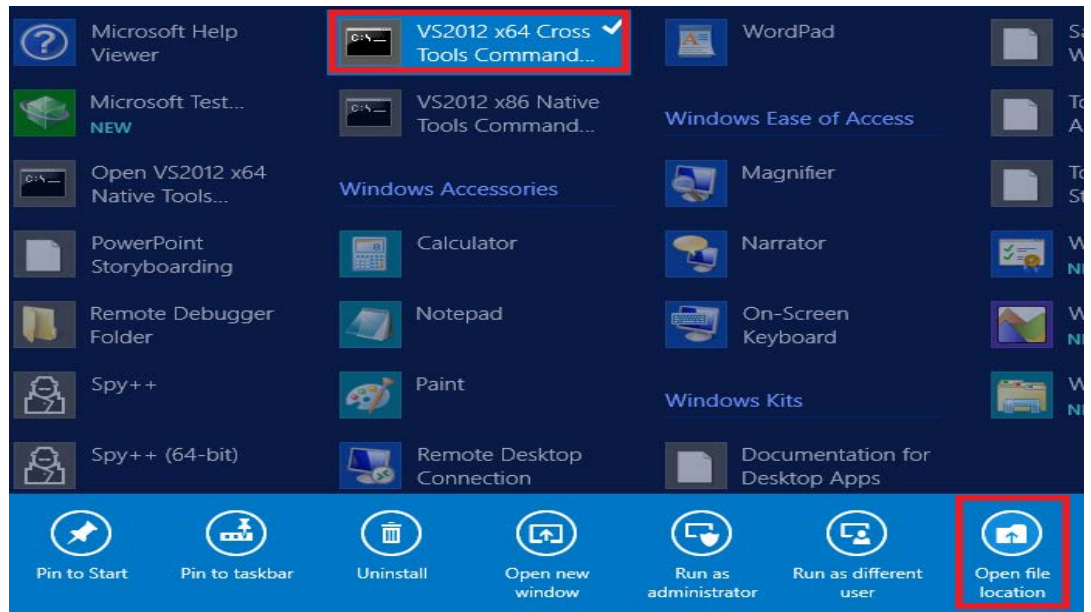 Microsoft Help
Viewer
Microsoft Test...
NEW
Open VS2012 x64
Native Tools...
PowerPoint
Storyboarding
Remote Debugger
Folder
Spy++
Spy++ (64-bit)
VS2012 x64 Cross
Tools Command...
VS2012 x86 Native
Tools Command...
Windows Accessories
Calculator
Notepad
Paint
Remote Desktop
Connection
WordPad
Windows Ease of Access
Magnifier
Narrator
On-Screen
Keyboard
Windows Kits
Documentation for
Desktop Apps
Pin to Start
Pin to taskbar
Uninstall
Open new
window
Run as
administrator
Run as different
user
Open file
location